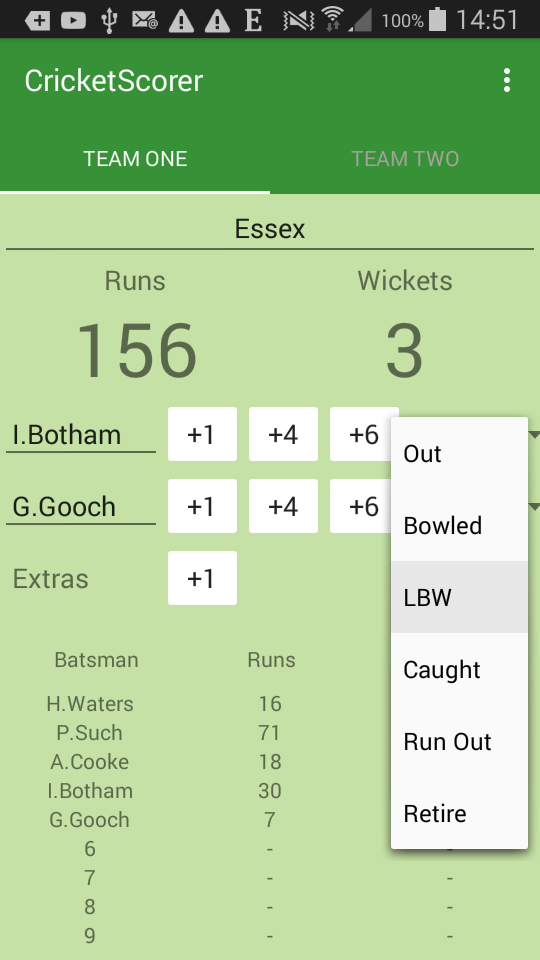 100% 14:51
CricketScorer
TEAM ONE TEAM TWO
Essex
Runs Wickets
156 3
I.Botham +1 +4 +6
G.Gooch +1 +4 +6
Extras +1
Out
Bowled
LBW
Caught
Run Out
Retire
Batsman Runs
H.Waters 16
P.Such 71
A.Cooke 18
I.Botham 30
G.Gooch 7
6 - -
7 - -
8 - -
9 - -